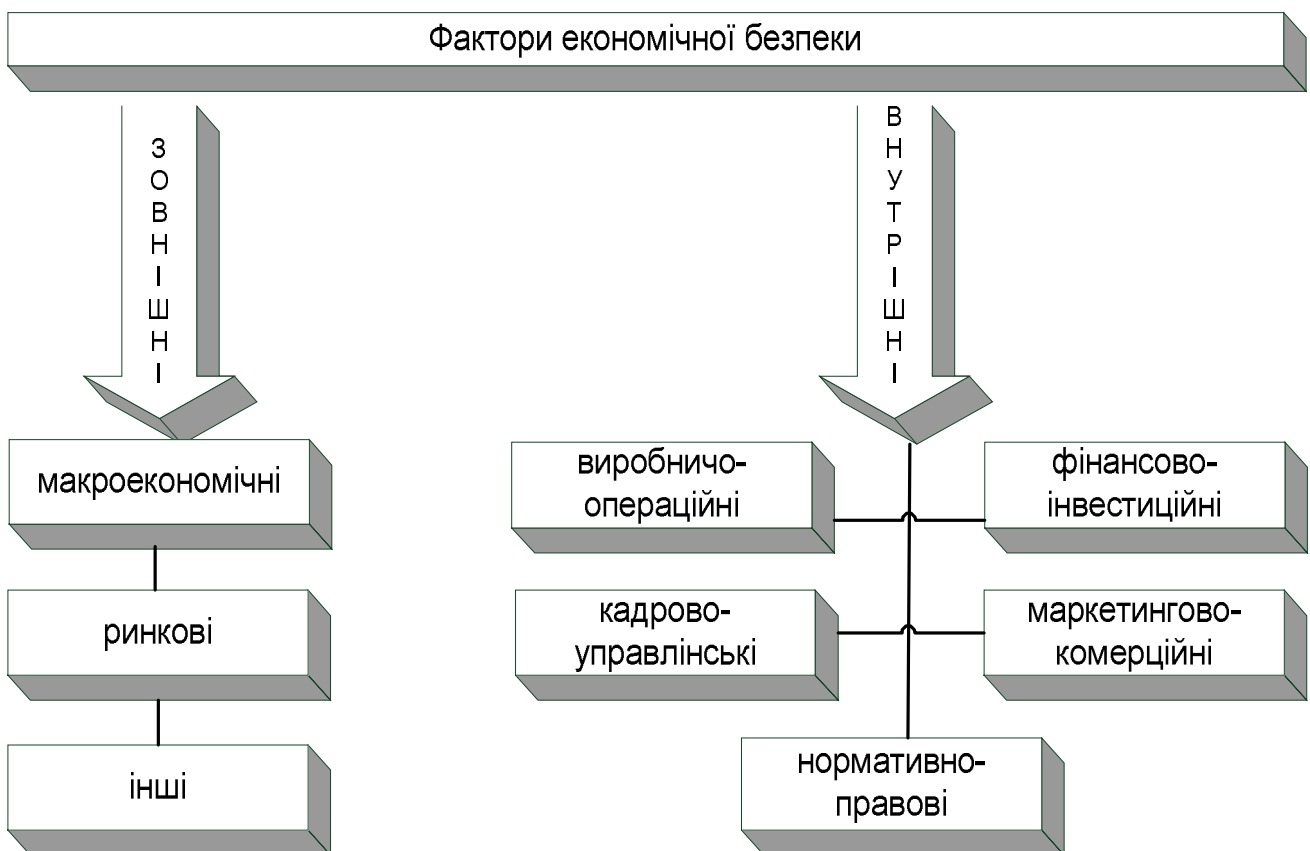 Фактори економічної безпеки
ЗОВНІШНІ
ВНУТРІШНІ
макроекономічні
ринкові
інші
виробничо-
операційні
фінансово-
інвестиційні
кадрово-
управлінські
маркетингово-
комерційні
нормативно-
правові